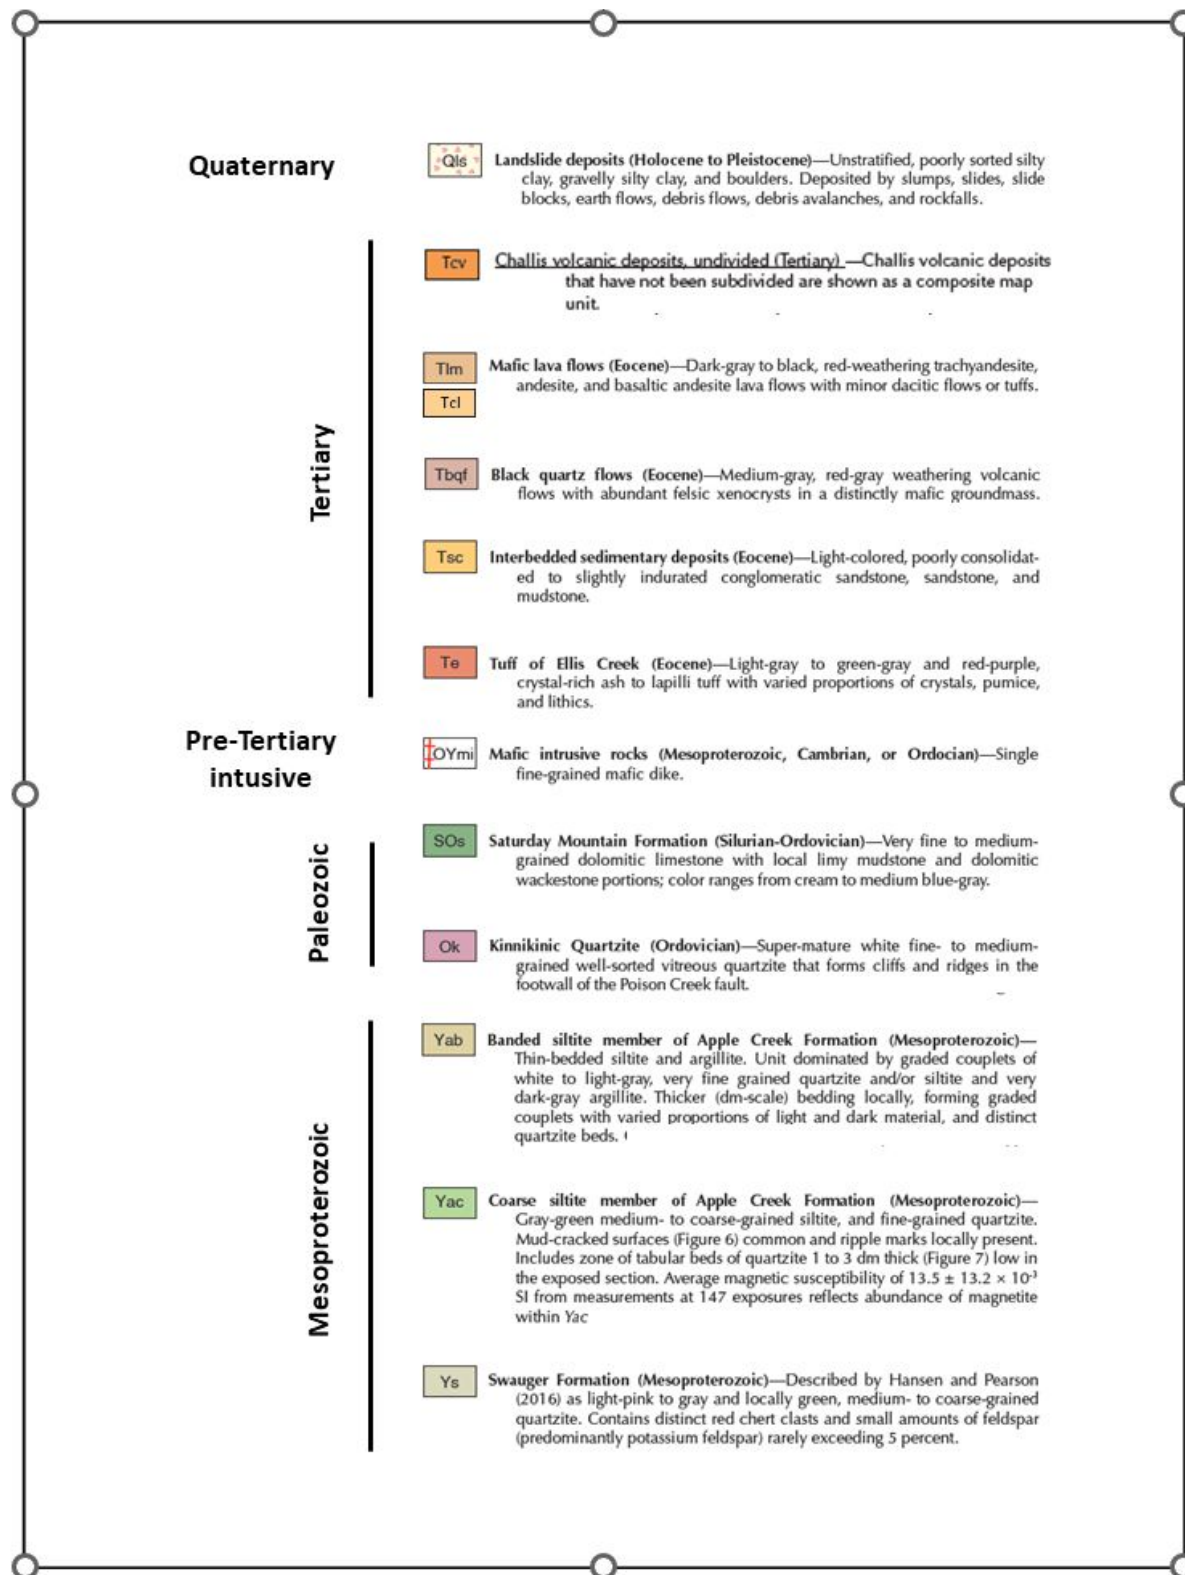 Quaternary
Qls
Landslide deposits (Holocene to Pleistocene)—Unstratified, poorly sorted silty
clay, gravelly silty clay, and boulders. Deposited by slumps, slides, slide
blocks, earth flows, debris flows, debris avalanches, and rockfalls.
Tertiary
Tcv
Challis volcanic deposits, undivided (Tertiary) —Challis volcanic deposits
that have not been subdivided are shown as a composite map
unit.
Tlm
Tcl
Mafic lava flows (Eocene)—Dark-gray to black, red-weathering trachyandesite,
andesite, and basaltic andesite lava flows with minor dacitic flows or tuffs.
Tbqf
Black quartz flows (Eocene)—Medium-gray, red-gray weathering volcanic
flows with abundant felsic xenocrysts in a distinctly mafic groundmass.
Tsc
Interbedded sedimentary deposits (Eocene)—Light-colored, poorly consolidat-
ed to slightly indurated conglomeratic sandstone, sandstone, and
mudstone.
Te
Tuff of Ellis Creek (Eocene)—Light-gray to green-gray and red-purple,
crystal-rich ash to lapilli tuff with varied proportions of crystals, pumice,
and lithics.
Pre-Tertiary
intusive
OYmi
Mafic intrusive rocks (Mesoproterozoic, Cambrian, or Ordocian)—Single
fine-grained mafic dike.
Paleozoic
SOs
Saturday Mountain Formation (Silurian-Ordovician)—Very fine to medium-
grained dolomitic limestone with local limy mudstone and dolomitic
wackestone portions; color ranges from cream to medium blue-gray.
Ok
Kinnikinic Quartzite (Ordovician)—Super-mature white fine- to medium-
grained well-sorted vitreous quartzite that forms cliffs and ridges in the
footwall of the Poison Creek fault.
Mesoproterozoic
Yab
Banded siltite member of Apple Creek Formation (Mesoproterozoic)—
Thin-bedded siltite and argillite. Unit dominated by graded couplets of
white to light-gray, very fine grained quartzite and/or siltite and very
dark-gray argillite. Thicker (dm-scale) bedding locally, forming graded
couplets with varied proportions of light and dark material, and distinct
quartzite beds.
Yac
Coarse siltite member of Apple Creek Formation (Mesoproterozoic)—
Gray-green medium- to coarse-grained siltite, and fine-grained quartzite.
Mud-cracked surfaces (Figure 6) common and ripple marks locally present.
Includes zone of tabular beds of quartzite 1 to 3 dm thick (Figure 7) low in
the exposed section. Average magnetic susceptibility of 13.5 ± 13.2 × 10⁻³
SI from measurements at 147 exposures reflects abundance of magnetite
within Yac
Ys
Swauger Formation (Mesoproterozoic)—Described by Hansen and Pearson
(2016) as light-pink to gray and locally green, medium- to coarse-grained
quartzite. Contains distinct red chert clasts and small amounts of feldspar
(predominantly potassium feldspar) rarely exceeding 5 percent.